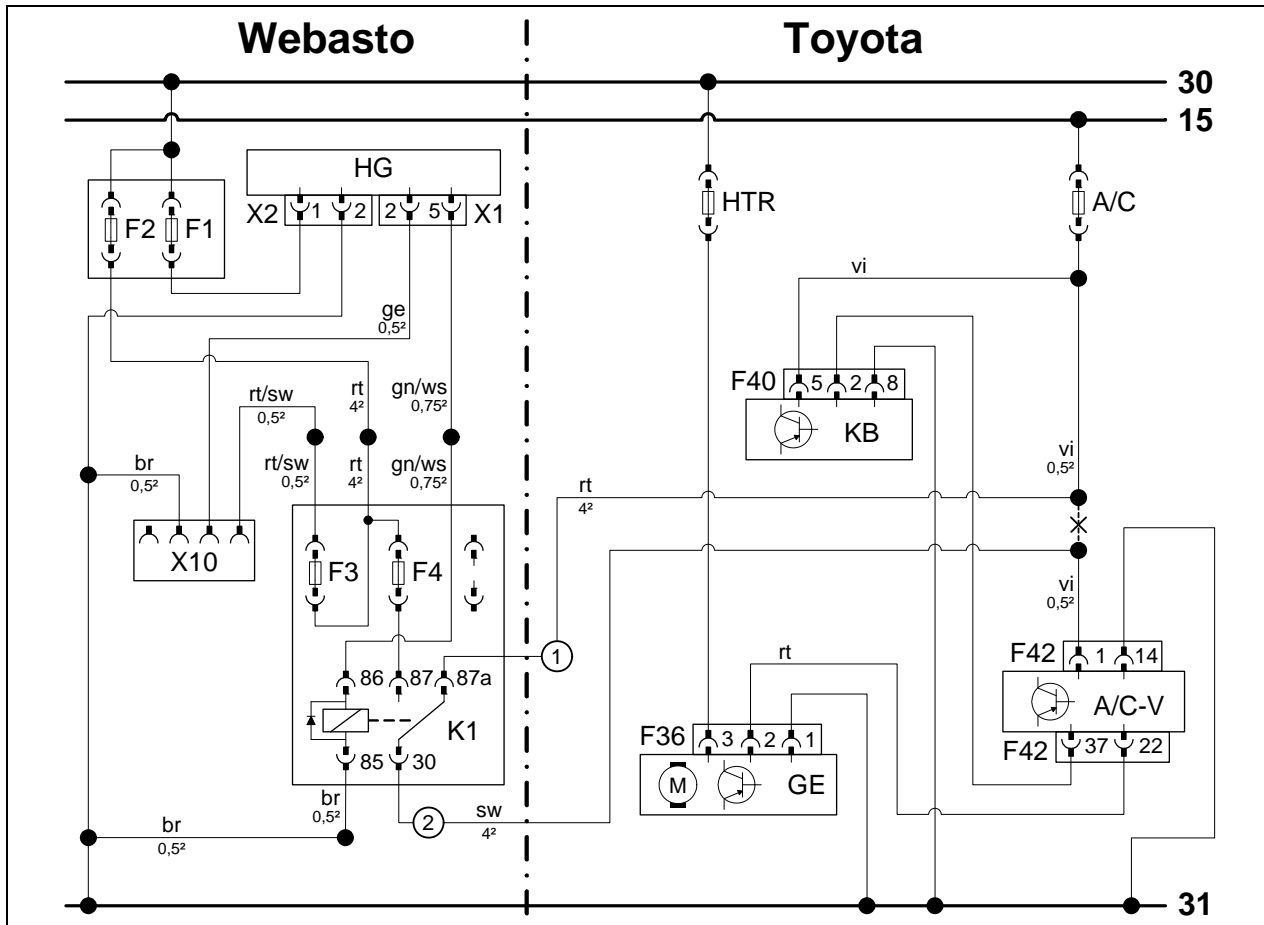 Webasto Toyota
30
15
HG
X2 1 2 2 5 X1
F2 F1
HTR
A/C
vi
ge
0,5²
rt/sw
0,5²
rt
4²
gn/ws
0,75²
F40 5 2 8
KB
br
0,5²
rt/sw
0,5²
rt
4²
gn/ws
0,75²
vi
0,5²
rt
4²
X10
F3 F4
vi
0,5²
1
86 87 87a
rt
F42 1 14
A/C-V
K1
F36 3 2 1
F42 37 22
85 30
M GE
br
0,5²
2
sw
4²
br
0,5²
31